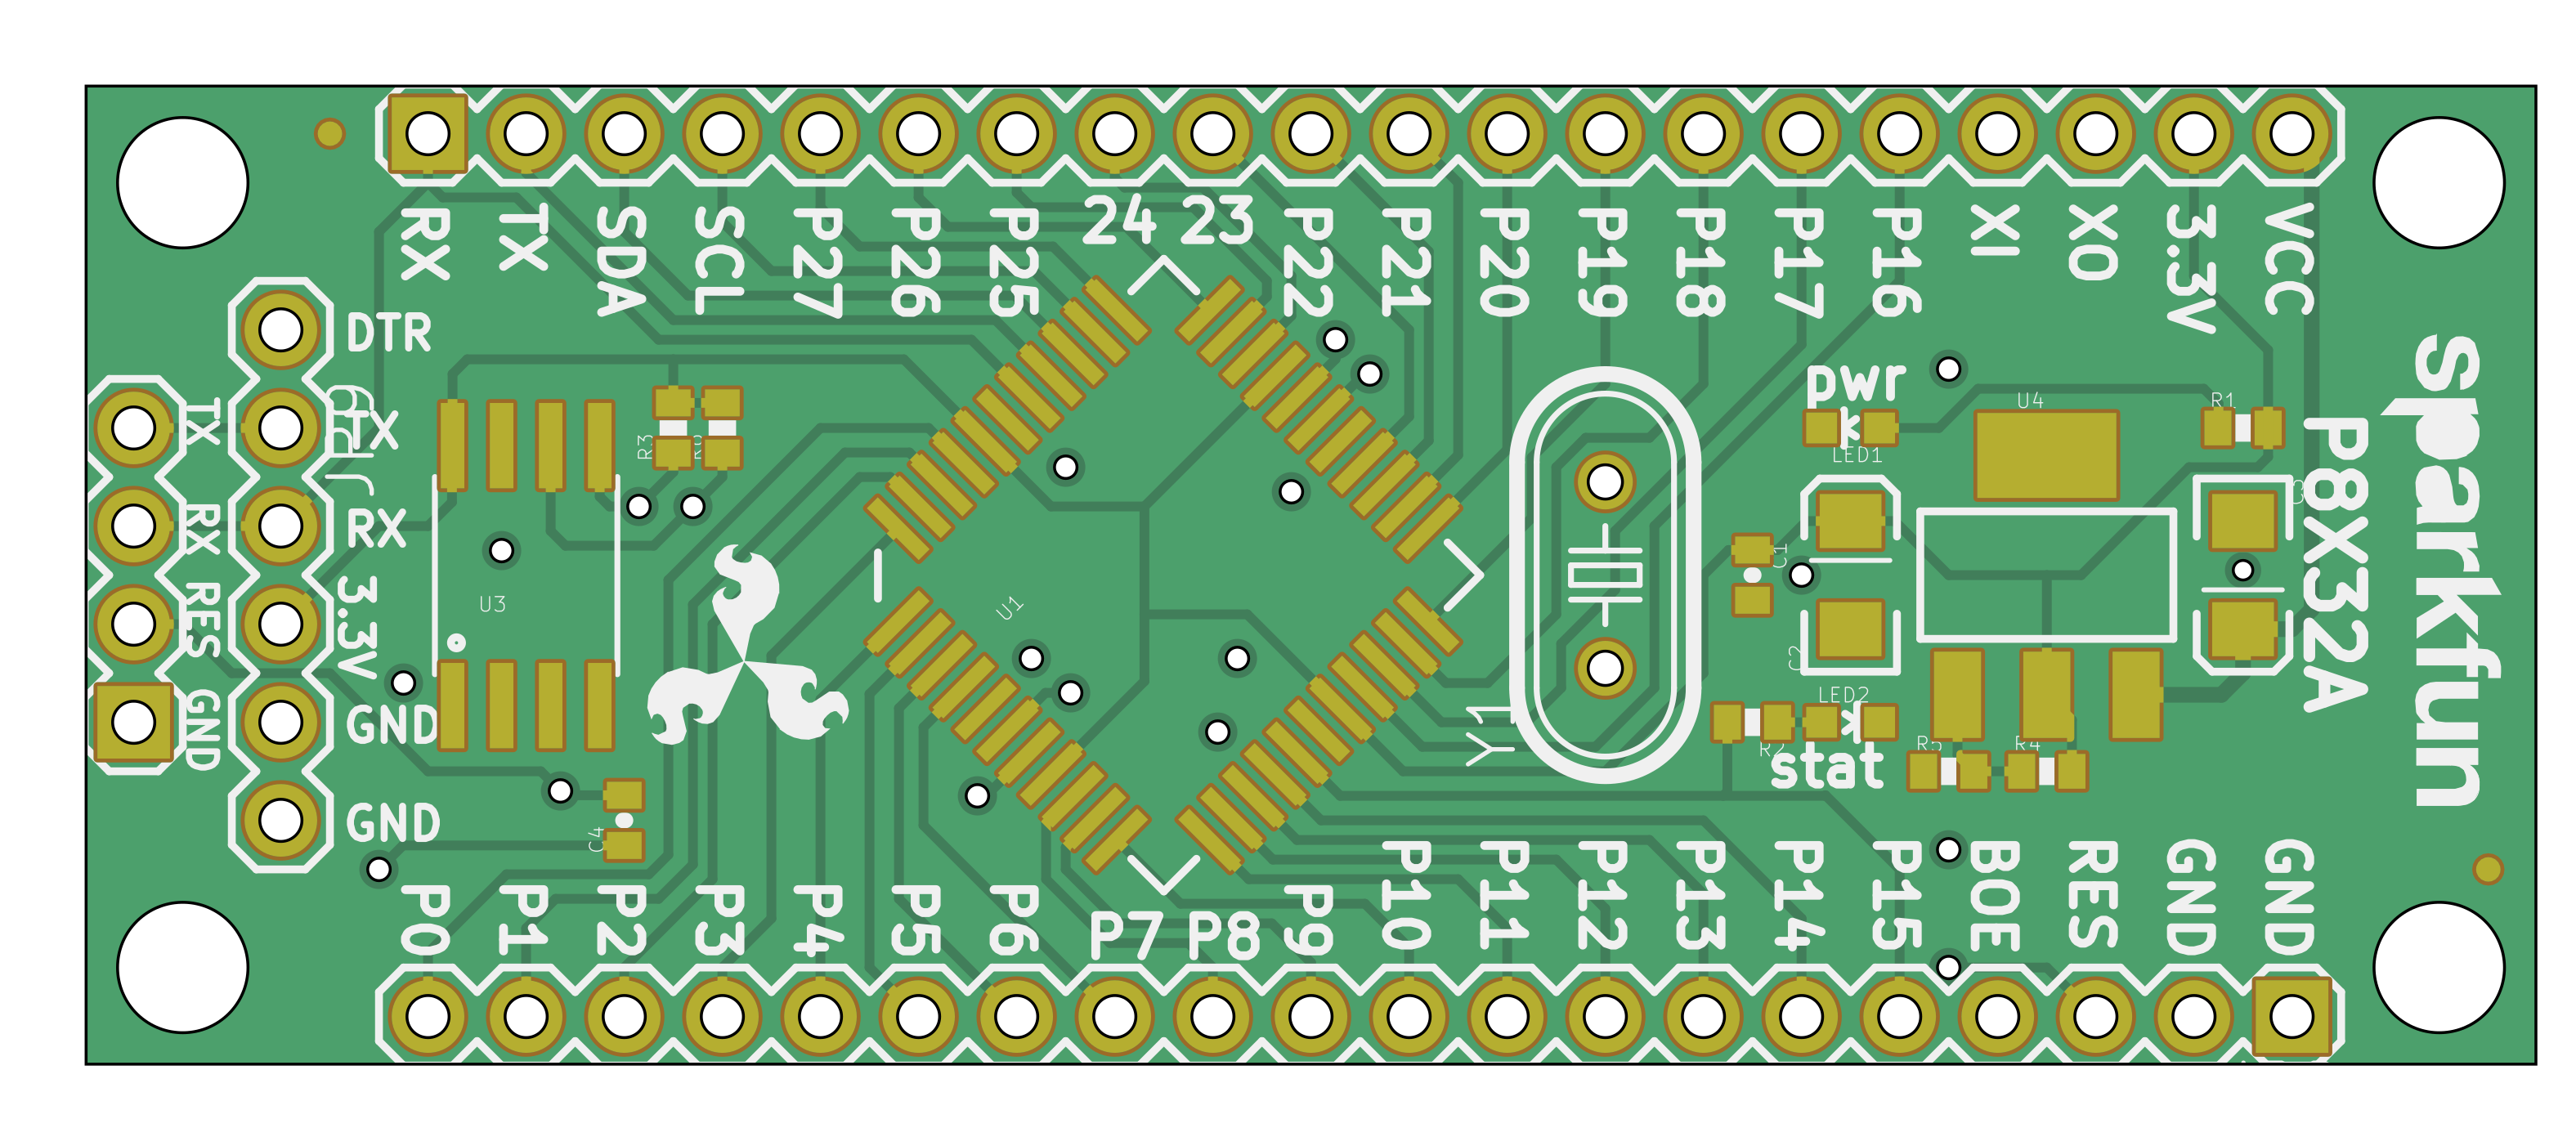 RX
TX
SDA
SCL
P27
P26
P25
24
23
P22
P21
P20
P19
P18
P17
P16
XI
XO
3.3V
VCC
DTR
TX
TX
RX
RX
3.3V
RES
GND
GND
GND
R3
U3
U1
C4
Y1
pwr
LED1
U4
R1
C1
C2
LED2
R2
stat
R5
R4
P8X32A
sparkfun
P0
P1
P2
P3
P4
P5
P6
P7
P8
P9
P10
P11
P12
P13
P14
P15
BOE
RES
GND
GND